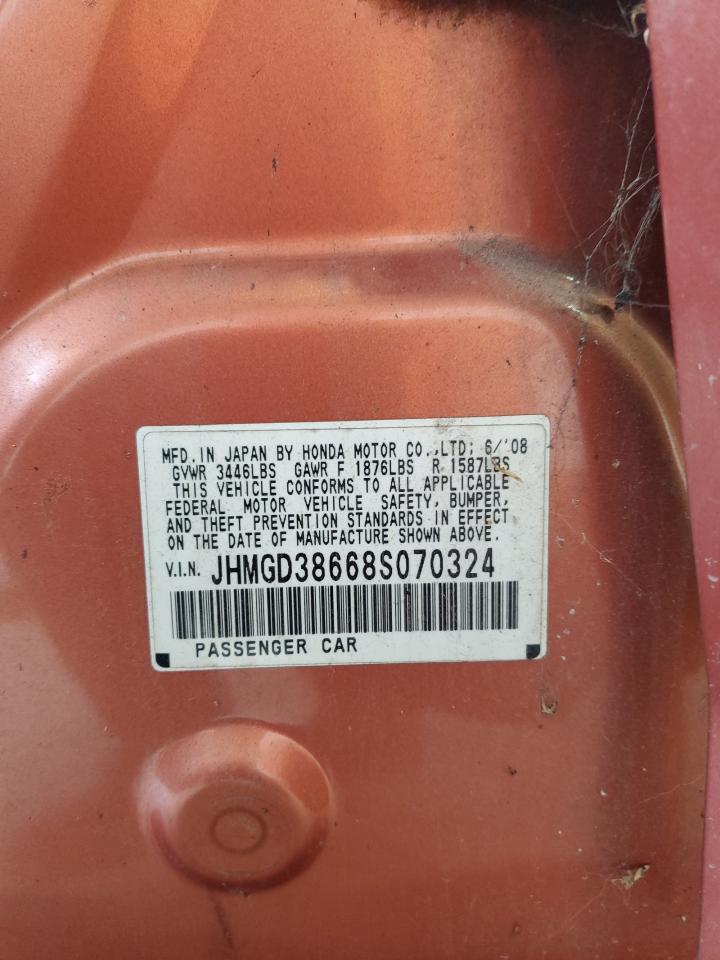 MFD. IN JAPAN BY HONDA MOTOR CO.,LTD; 6/'08
GVWR 3446LBS GAWR F 1876LBS R 1587LBS
THIS VEHICLE CONFORMS TO ALL APPLICABLE
FEDERAL MOTOR VEHICLE SAFETY, BUMPER,
AND THEFT PREVENTION STANDARDS IN EFFECT
ON THE DATE OF MANUFACTURE SHOWN ABOVE.
V.I.N. JHMGD38668S070324
PASSENGER CAR